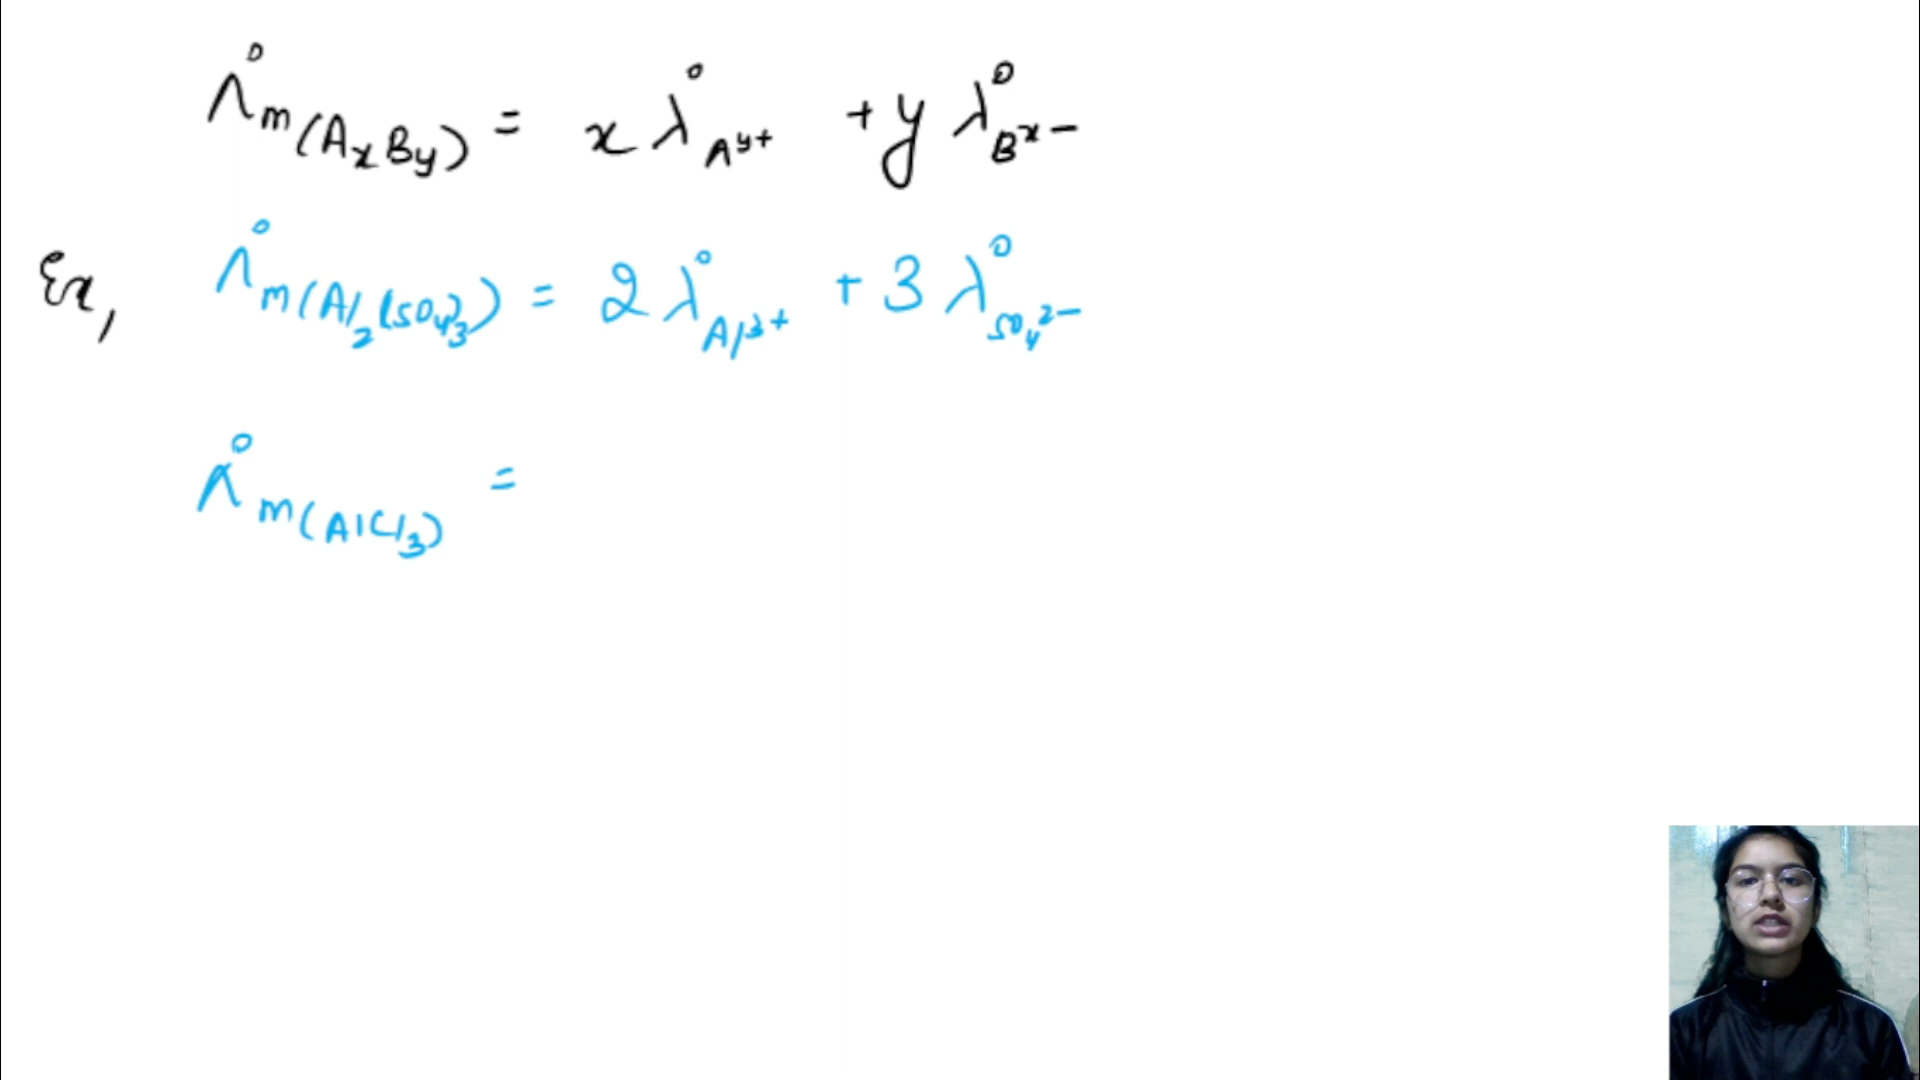 Λ°m(AxBy) = x λ°Aʸ⁺ + y λ°Bˣ⁻
Ex, Λ°m(Al₂(SO₄)₃) = 2 λ°Al³⁺ + 3 λ°SO₄²⁻
Λ°m(AlCl₃) =